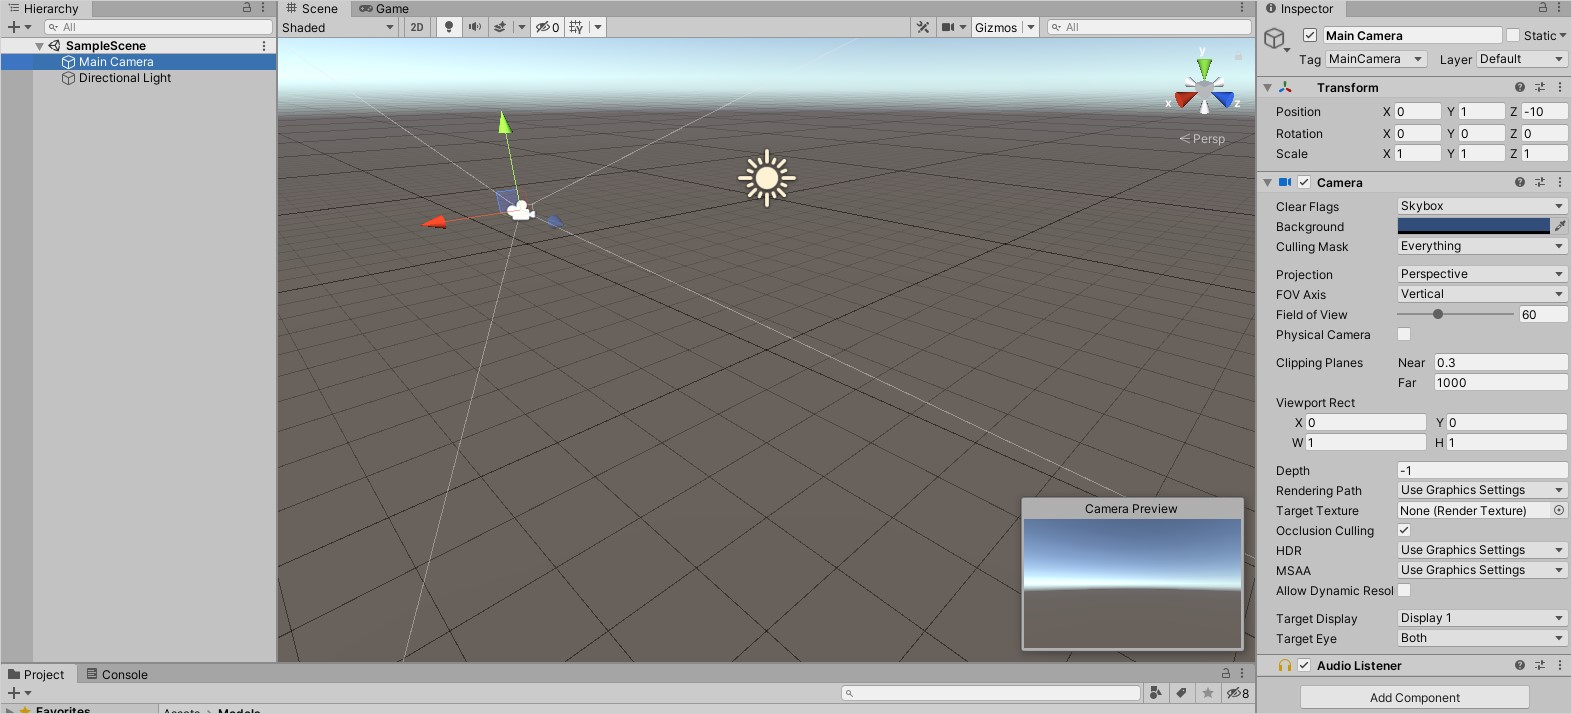 Hierarchy
All
SampleScene
Main Camera
Directional Light
Scene
Game
Shaded
2D
0
Gizmos
All
y
x
z
Persp
Camera Preview
Inspector
Main Camera
Static
Tag MainCamera Layer Default
Transform
Position X 0 Y 1 Z -10
Rotation X 0 Y 0 Z 0
Scale X 1 Y 1 Z 1
Camera
Clear Flags Skybox
Background
Culling Mask Everything
Projection Perspective
FOV Axis Vertical
Field of View 60
Physical Camera
Clipping Planes Near 0.3
Far 1000
Viewport Rect
X 0 Y 0
W 1 H 1
Depth -1
Rendering Path Use Graphics Settings
Target Texture None (Render Texture)
Occlusion Culling
HDR Use Graphics Settings
MSAA Use Graphics Settings
Allow Dynamic Resol
Target Display Display 1
Target Eye Both
Audio Listener
Add Component
Project
Console
8
Favorites
Assets > Models